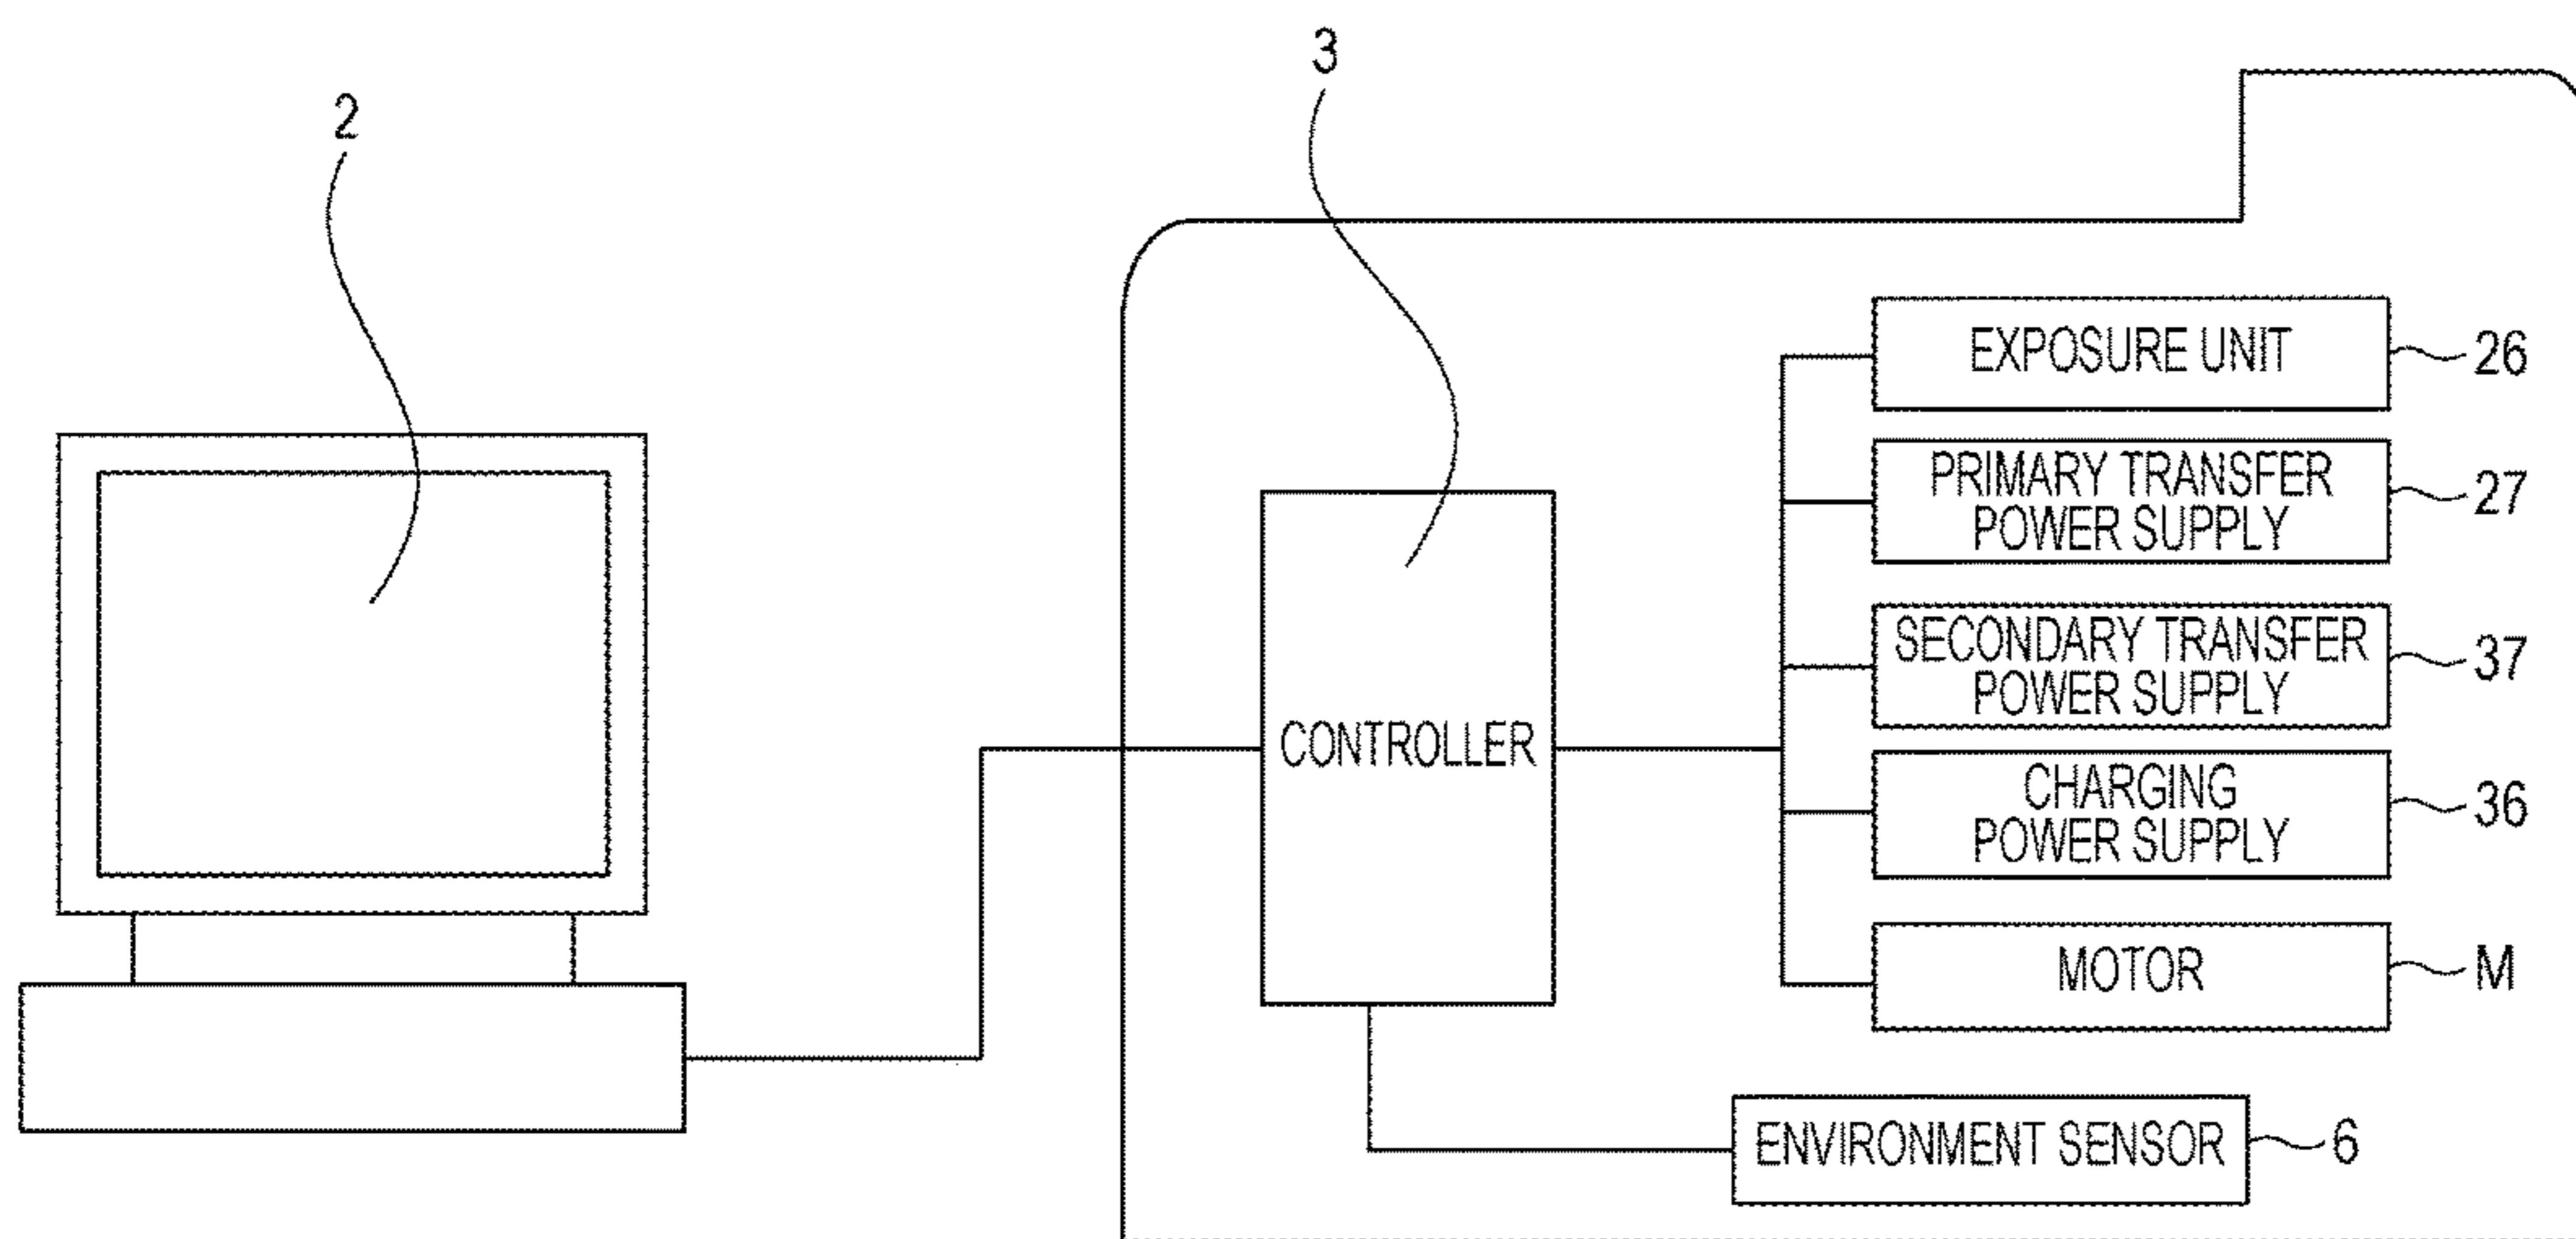 3
2
EXPOSURE UNIT 26
PRIMARY TRANSFER
POWER SUPPLY 27
SECONDARY TRANSFER
POWER SUPPLY 37
CONTROLLER
CHARGING
POWER SUPPLY 36
MOTOR M
ENVIRONMENT SENSOR 6